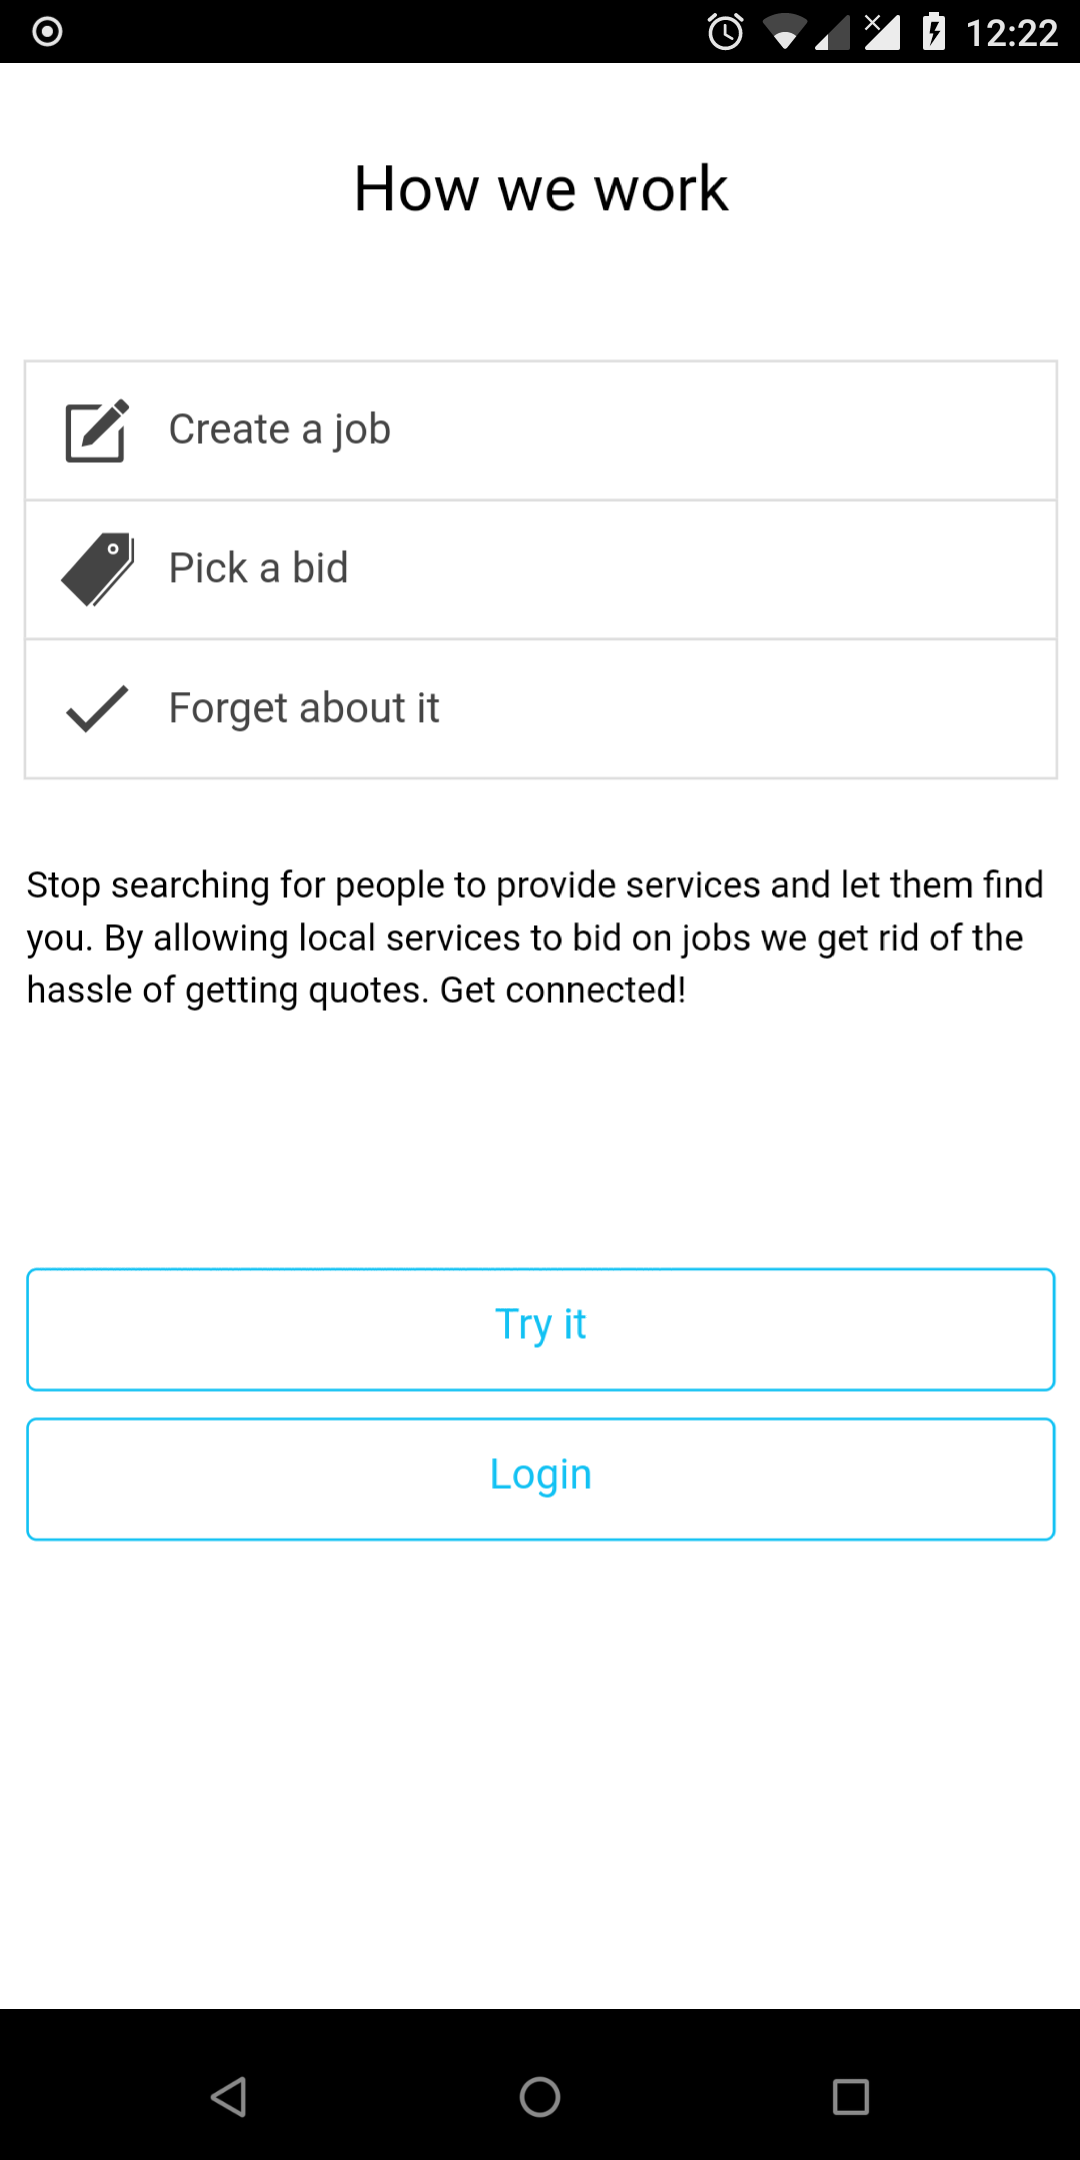 12:22
How we work
Create a job
Pick a bid
Forget about it
Stop searching for people to provide services and let them find
you. By allowing local services to bid on jobs we get rid of the
hassle of getting quotes. Get connected!
Try it
Login